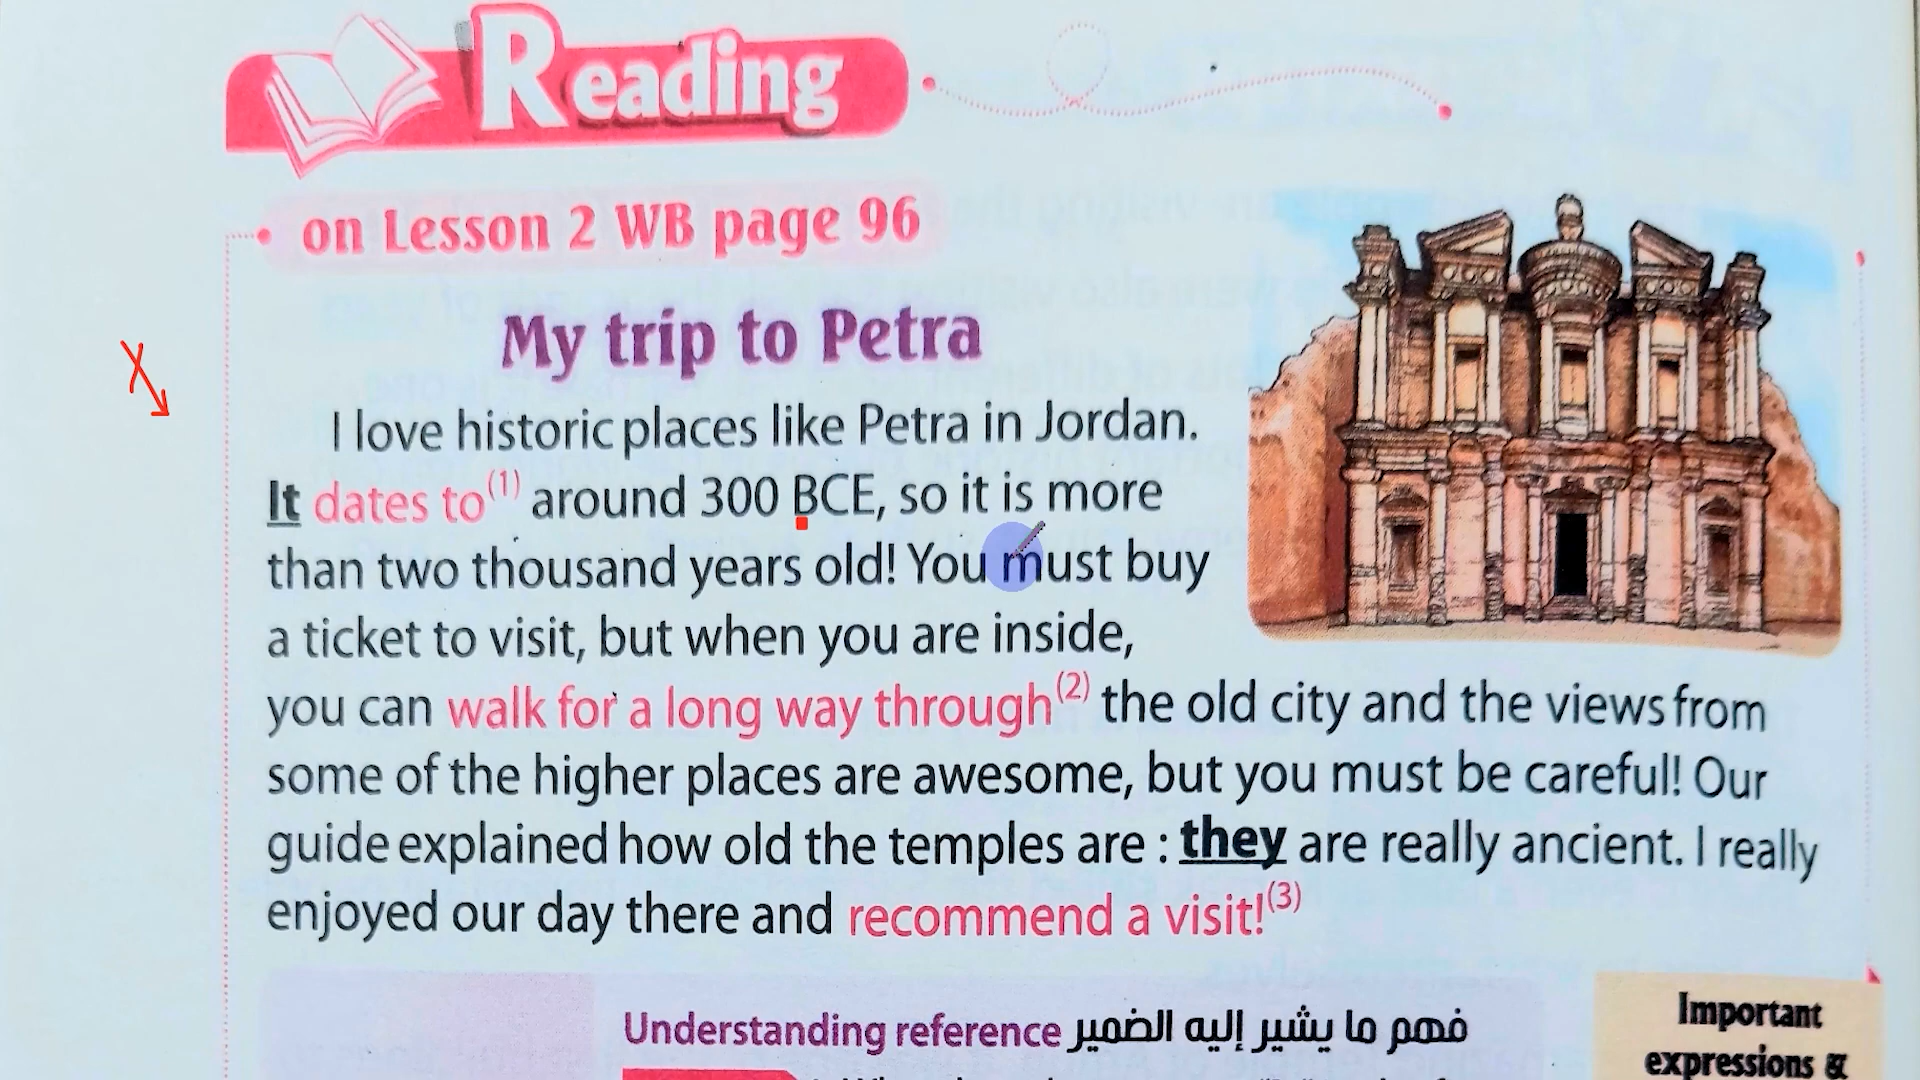 Reading
on Lesson 2 WB page 96
My trip to Petra
I love historic places like Petra in Jordan.
It dates to(1) around 300 BCE, so it is more
than two thousand years old! You must buy
a ticket to visit, but when you are inside,
you can walk for a long way through(2) the old city and the views from
some of the higher places are awesome, but you must be careful! Our
guide explained how old the temples are : they are really ancient. I really
enjoyed our day there and recommend a visit!(3)
Understanding reference فهم ما يشير إليه الضمير
Important
expressions &